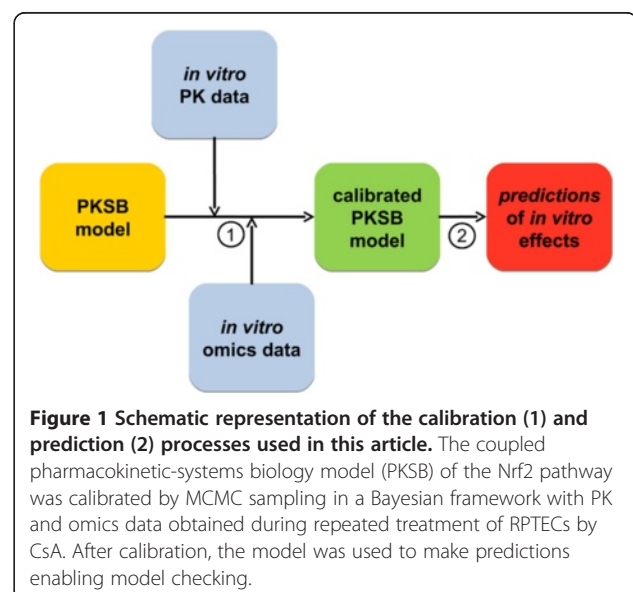 in vitro
PK data
PKSB
model
1
calibrated
PKSB
model
2
predictions
of in vitro
effects
in vitro
omics data
Figure 1 Schematic representation of the calibration (1) and
prediction (2) processes used in this article. The coupled
pharmacokinetic-systems biology model (PKSB) of the Nrf2 pathway
was calibrated by MCMC sampling in a Bayesian framework with PK
and omics data obtained during repeated treatment of RPTECs by
CsA. After calibration, the model was used to make predictions
enabling model checking.